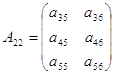 A₂₂ = ( a₃₅ a₃₆
a₄₅ a₄₆
a₅₅ a₅₆ )